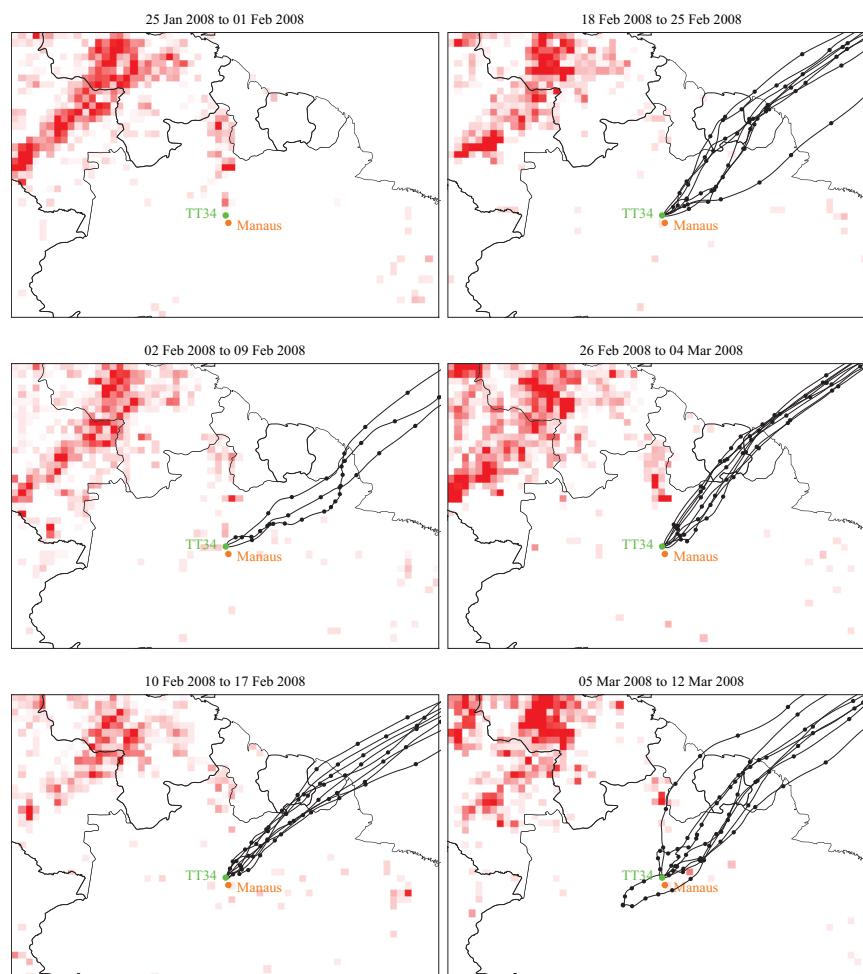 25 Jan 2008 to 01 Feb 2008
TT34
Manaus
18 Feb 2008 to 25 Feb 2008
TT34
Manaus
02 Feb 2008 to 09 Feb 2008
TT34
Manaus
26 Feb 2008 to 04 Mar 2008
TT34
Manaus
10 Feb 2008 to 17 Feb 2008
TT34
Manaus
05 Mar 2008 to 12 Mar 2008
TT34
Manaus